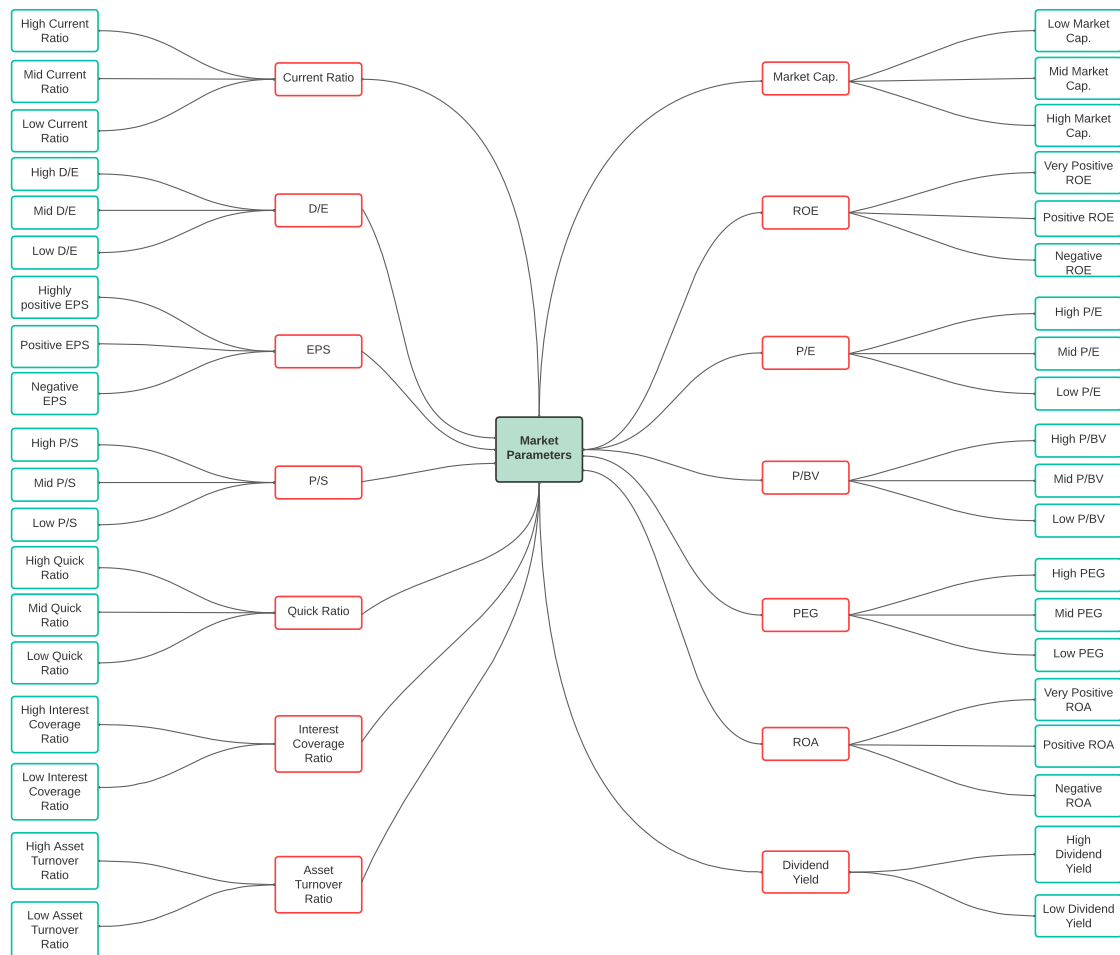 High Current
Ratio
Mid Current
Ratio
Low Current
Ratio
Current Ratio
High D/E
Mid D/E
Low D/E
D/E
Highly
positive EPS
Positive EPS
Negative
EPS
EPS
High P/S
Mid P/S
Low P/S
P/S
High Quick
Ratio
Mid Quick
Ratio
Low Quick
Ratio
Quick Ratio
High Interest
Coverage
Ratio
Low Interest
Coverage
Ratio
Interest
Coverage
Ratio
High Asset
Turnover
Ratio
Low Asset
Turnover
Ratio
Asset
Turnover
Ratio
Market
Parameters
Market Cap.
Low Market
Cap.
Mid Market
Cap.
High Market
Cap.
ROE
Very Positive
ROE
Positive ROE
Negative
ROE
P/E
High P/E
Mid P/E
Low P/E
P/BV
High P/BV
Mid P/BV
Low P/BV
PEG
High PEG
Mid PEG
Low PEG
ROA
Very Positive
ROA
Positive ROA
Negative
ROA
Dividend
Yield
High
Dividend
Yield
Low Dividend
Yield